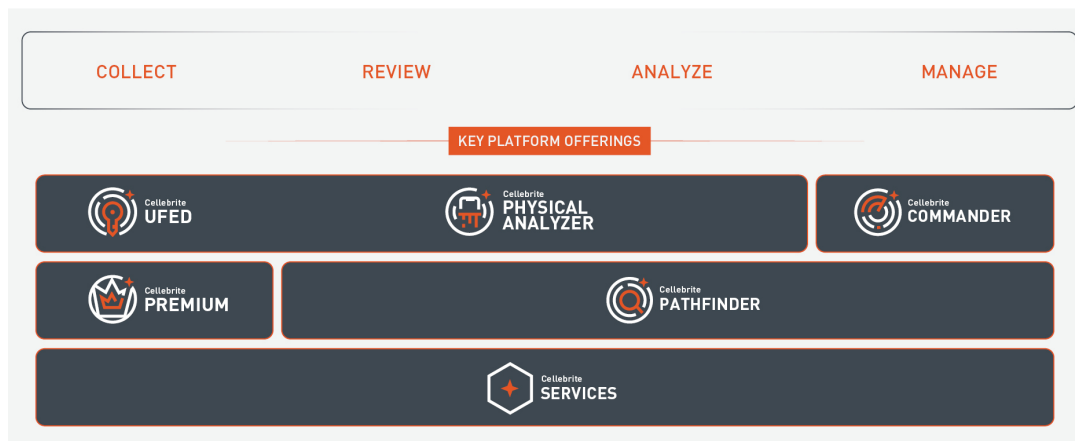 COLLECT REVIEW ANALYZE MANAGE
KEY PLATFORM OFFERINGS
Cellebrite
UFED
Cellebrite
PHYSICAL
ANALYZER
Cellebrite
COMMANDER
Cellebrite
PREMIUM
Cellebrite
PATHFINDER
Cellebrite
SERVICES